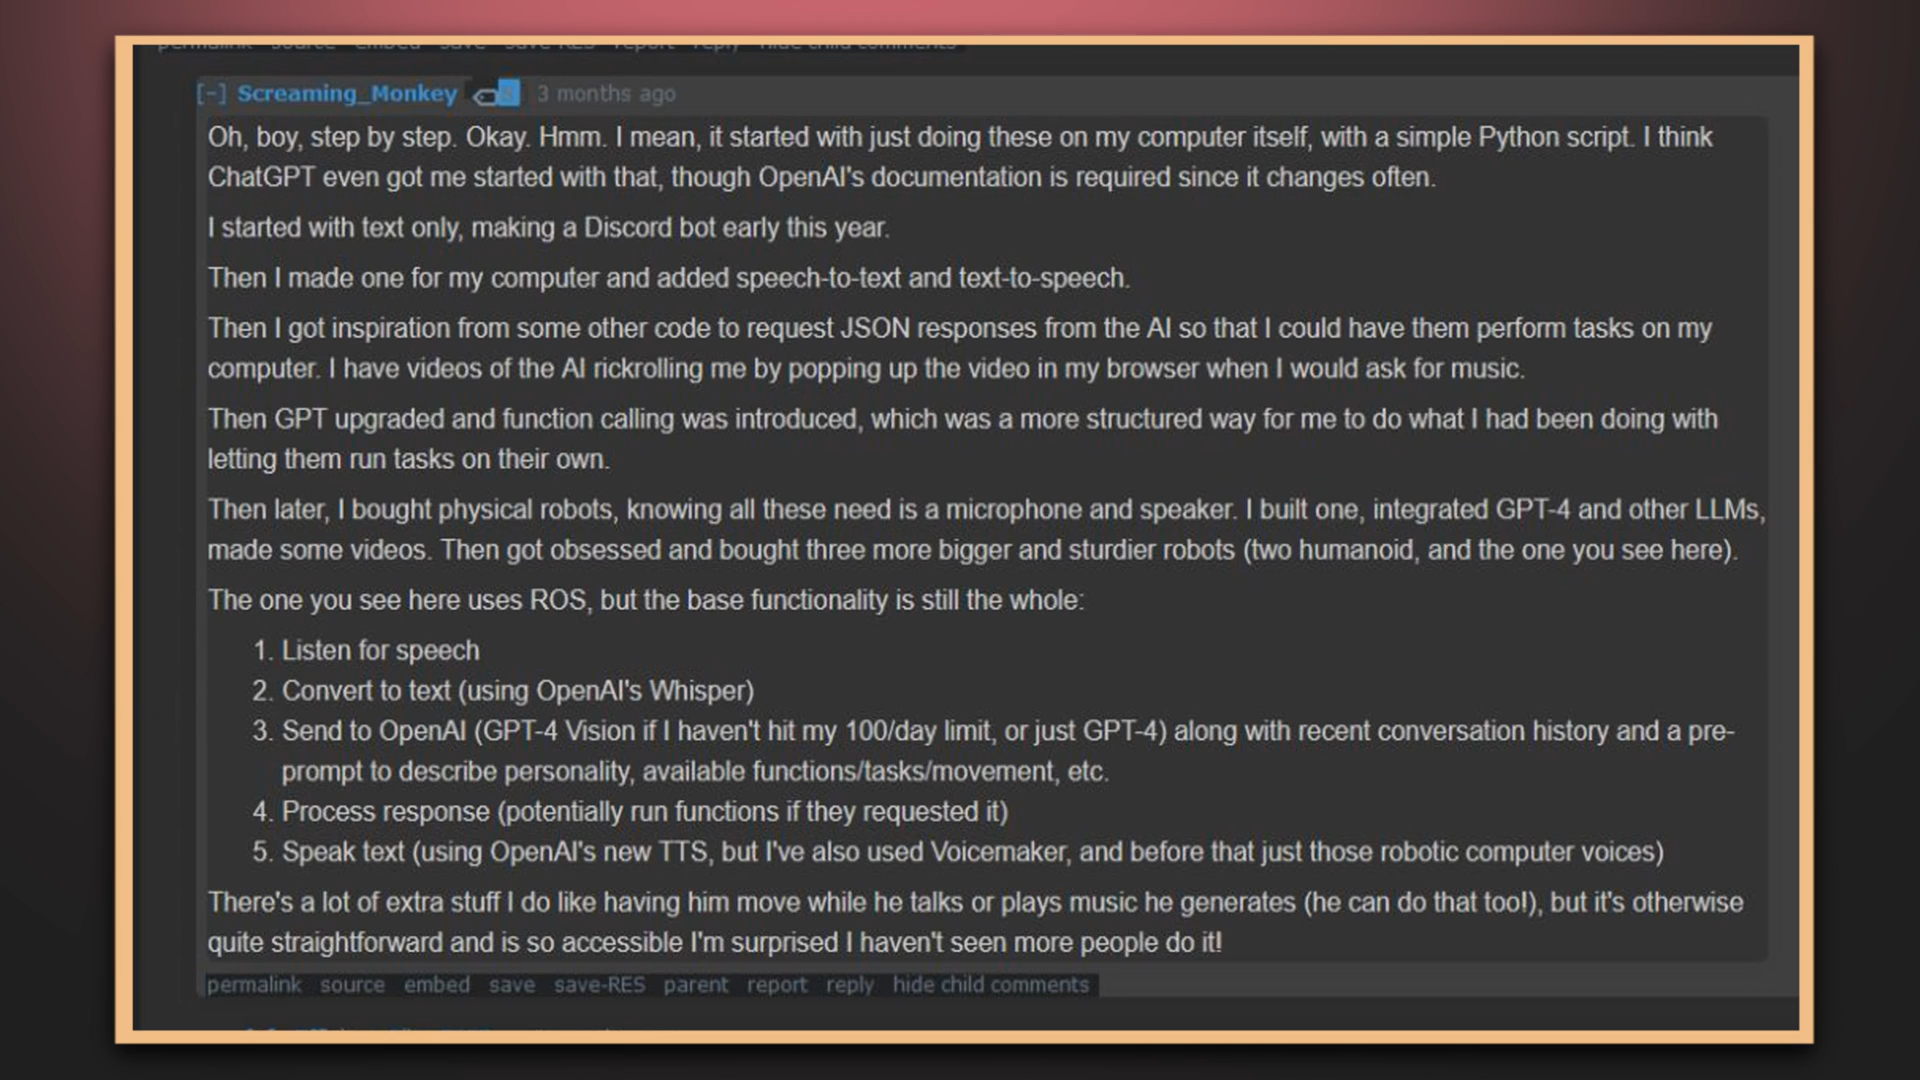 permalink source embed save save-RES report reply hide child comments
[-] Screaming_Monkey 3 months ago
Oh, boy, step by step. Okay. Hmm. I mean, it started with just doing these on my computer itself, with a simple Python script. I think
ChatGPT even got me started with that, though OpenAI's documentation is required since it changes often.
I started with text only, making a Discord bot early this year.
Then I made one for my computer and added speech-to-text and text-to-speech.
Then I got inspiration from some other code to request JSON responses from the AI so that I could have them perform tasks on my
computer. I have videos of the AI rickrolling me by popping up the video in my browser when I would ask for music.
Then GPT upgraded and function calling was introduced, which was a more structured way for me to do what I had been doing with
letting them run tasks on their own.
Then later, I bought physical robots, knowing all these need is a microphone and speaker. I built one, integrated GPT-4 and other LLMs,
made some videos. Then got obsessed and bought three more bigger and sturdier robots (two humanoid, and the one you see here).
The one you see here uses ROS, but the base functionality is still the whole:
1. Listen for speech
2. Convert to text (using OpenAI's Whisper)
3. Send to OpenAI (GPT-4 Vision if I haven't hit my 100/day limit, or just GPT-4) along with recent conversation history and a pre-
prompt to describe personality, available functions/tasks/movement, etc.
4. Process response (potentially run functions if they requested it)
5. Speak text (using OpenAI's new TTS, but I've also used Voicemaker, and before that just those robotic computer voices)
There's a lot of extra stuff I do like having him move while he talks or plays music he generates (he can do that too!), but it's otherwise
quite straightforward and is so accessible I'm surprised I haven't seen more people do it!
permalink source embed save save-RES parent report reply hide child comments